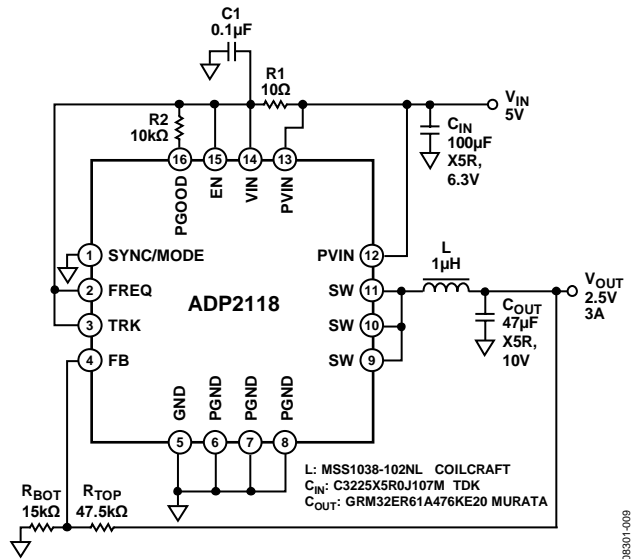 C1
0.1µF
R1
10Ω
R2
10kΩ
VIN
5V
CIN
100µF
X5R,
6.3V
16
15
14
13
PGOOD
EN
VIN
PVIN
1
SYNC/MODE
PVIN
12
L
1µH
2
FREQ
SW
11
ADP2118
VOUT
2.5V
3A
3
TRK
SW
10
COUT
47µF
X5R,
10V
4
FB
SW
9
GND
PGND
PGND
PGND
5
6
7
8
L: MSS1038-102NL COILCRAFT
CIN: C3225X5R0J107M TDK
COUT: GRM32ER61A476KE20 MURATA
RBOT
15kΩ
RTOP
47.5kΩ
08301-009